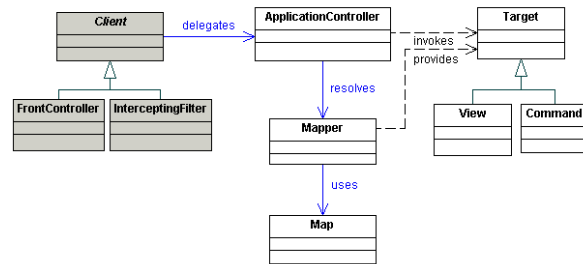 Client
delegates
ApplicationController
invokes
provides
Target
FrontController
InterceptingFilter
resolves
Mapper
View
Command
uses
Map